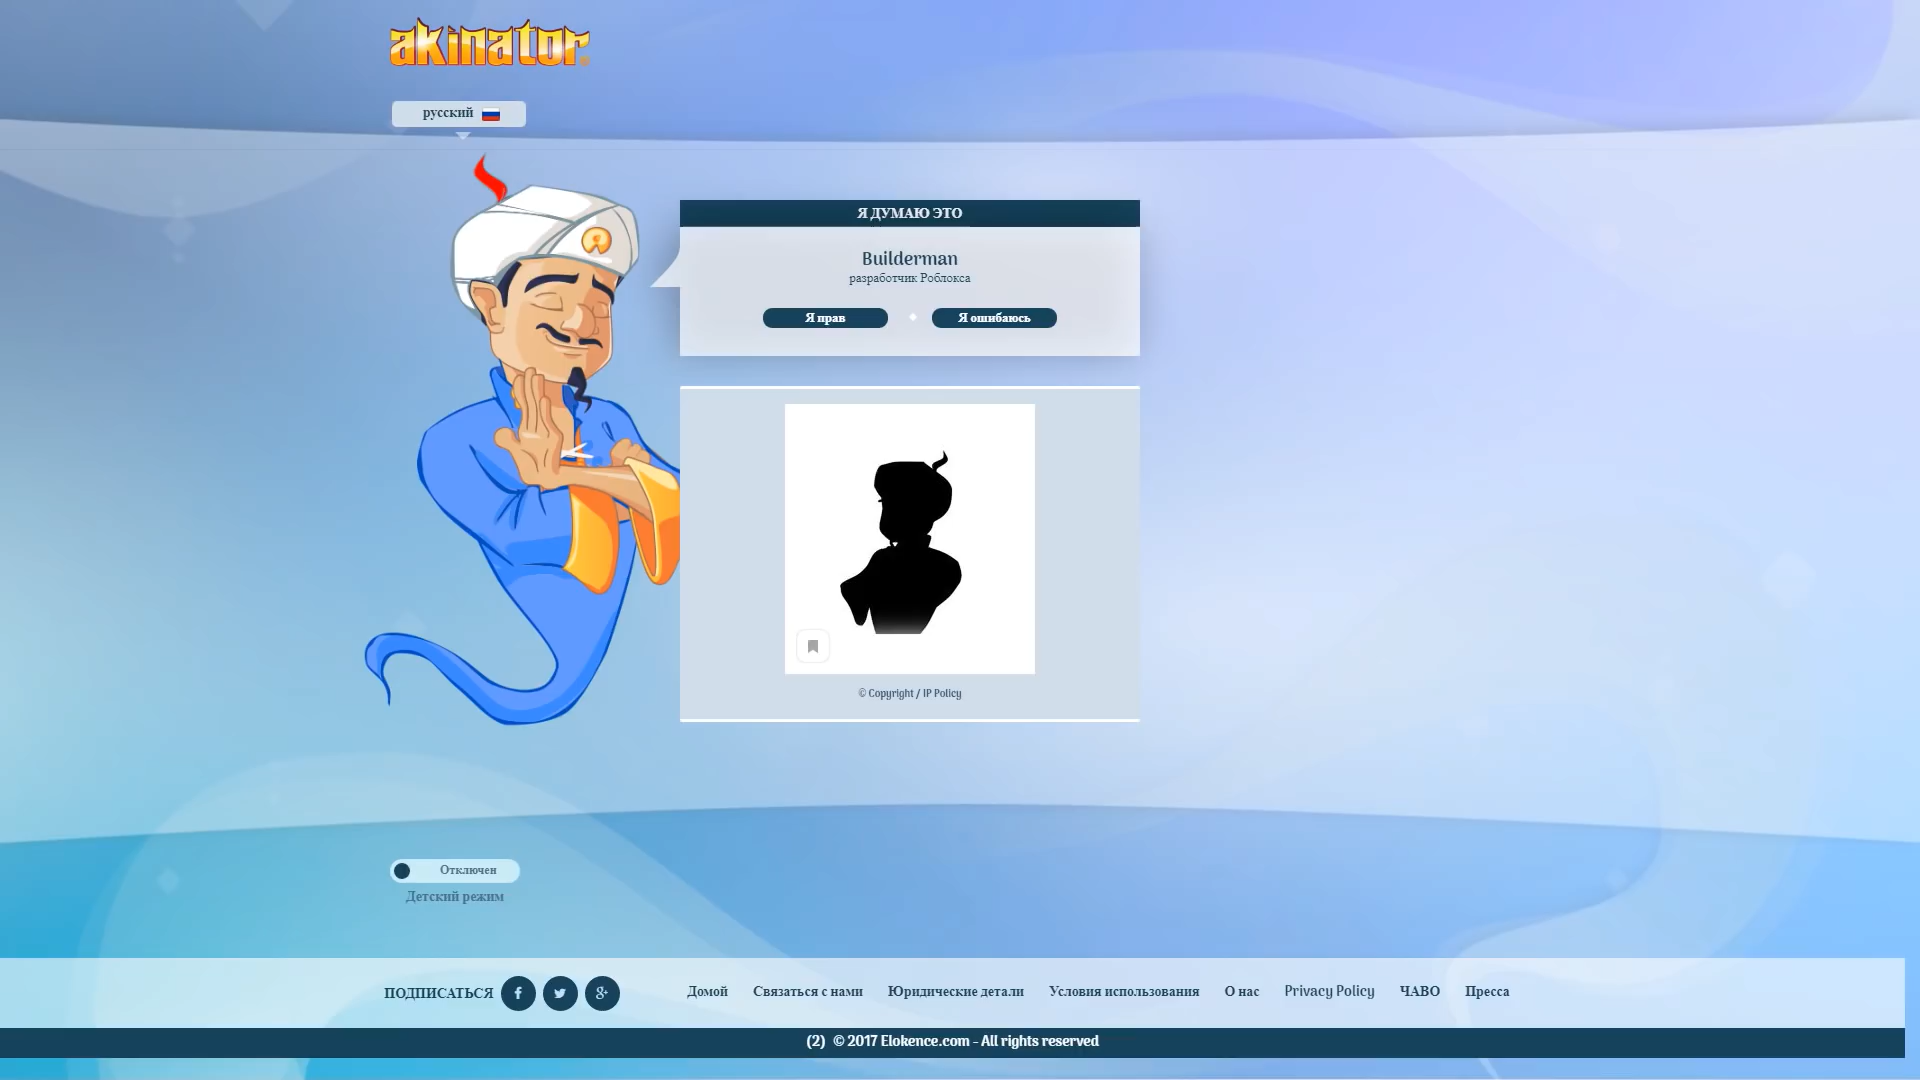 akinator
русский
Я ДУМАЮ ЭТО
Builderman
разработчик Роблокса
Я прав
Я ошибаюсь
© Copyright / IP Policy
Отключен
Детский режим
ПОДПИСАТЬСЯ
Домой Связаться с нами Юридические детали Условия использования О нас Privacy Policy ЧАВО Пресса
(2) © 2017 Elokence.com - All rights reserved